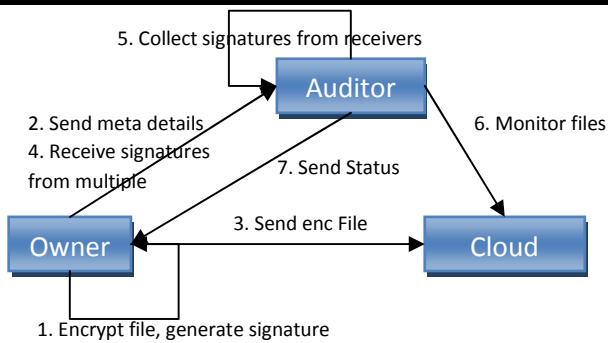 5. Collect signatures from receivers
Auditor
2. Send meta details
4. Receive signatures
from multiple
6. Monitor files
7. Send Status
3. Send enc File
Owner
Cloud
1. Encrypt file, generate signature